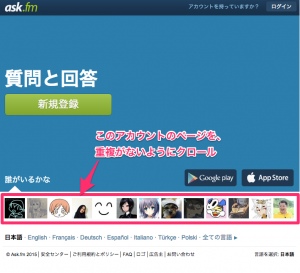 ask.fm
アカウントを持っていますか？ ログイン
質問と回答
新規登録
このアカウントのページを、
重複がないようにクロール
Google play
App Store
誰がいるかな
日本語 · English · Français · Deutsch · Español · Italiano · Türkçe · Polski · 全ての言語 ▸
© Ask.fm 2015 | 安全センター | ご利用規約とポリシー | FAQ | ロゴ | 広告主 | お問い合わせ
言語を選択: 日本語